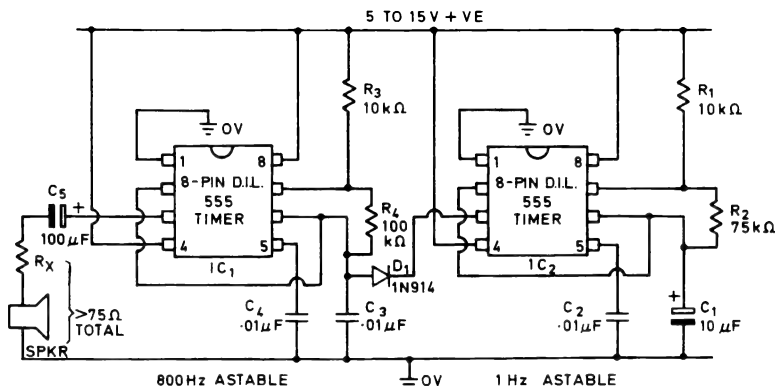 5 TO 15V +VE
R3
10kΩ
R1
10kΩ
0V
0V
1
8
8-PIN D.I.L.
555
TIMER
4
5
IC1
1
8
8-PIN D.I.L.
555
TIMER
4
5
IC2
C5
+
100µF
R4
100
kΩ
R2
75kΩ
RX
>75Ω
TOTAL
SPKR
D1
1N914
C4
.01µF
C3
.01µF
C2
.01µF
+
C1
10µF
800Hz ASTABLE
0V
1Hz ASTABLE